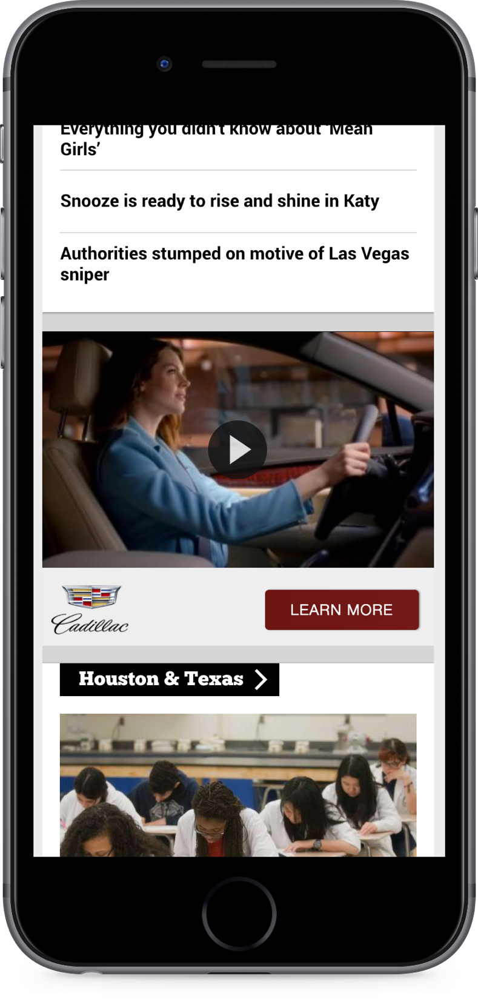 Everything you didn't know about 'Mean
Girls'
Snooze is ready to rise and shine in Katy
Authorities stumped on motive of Las Vegas
sniper
Cadillac
LEARN MORE
Houston & Texas